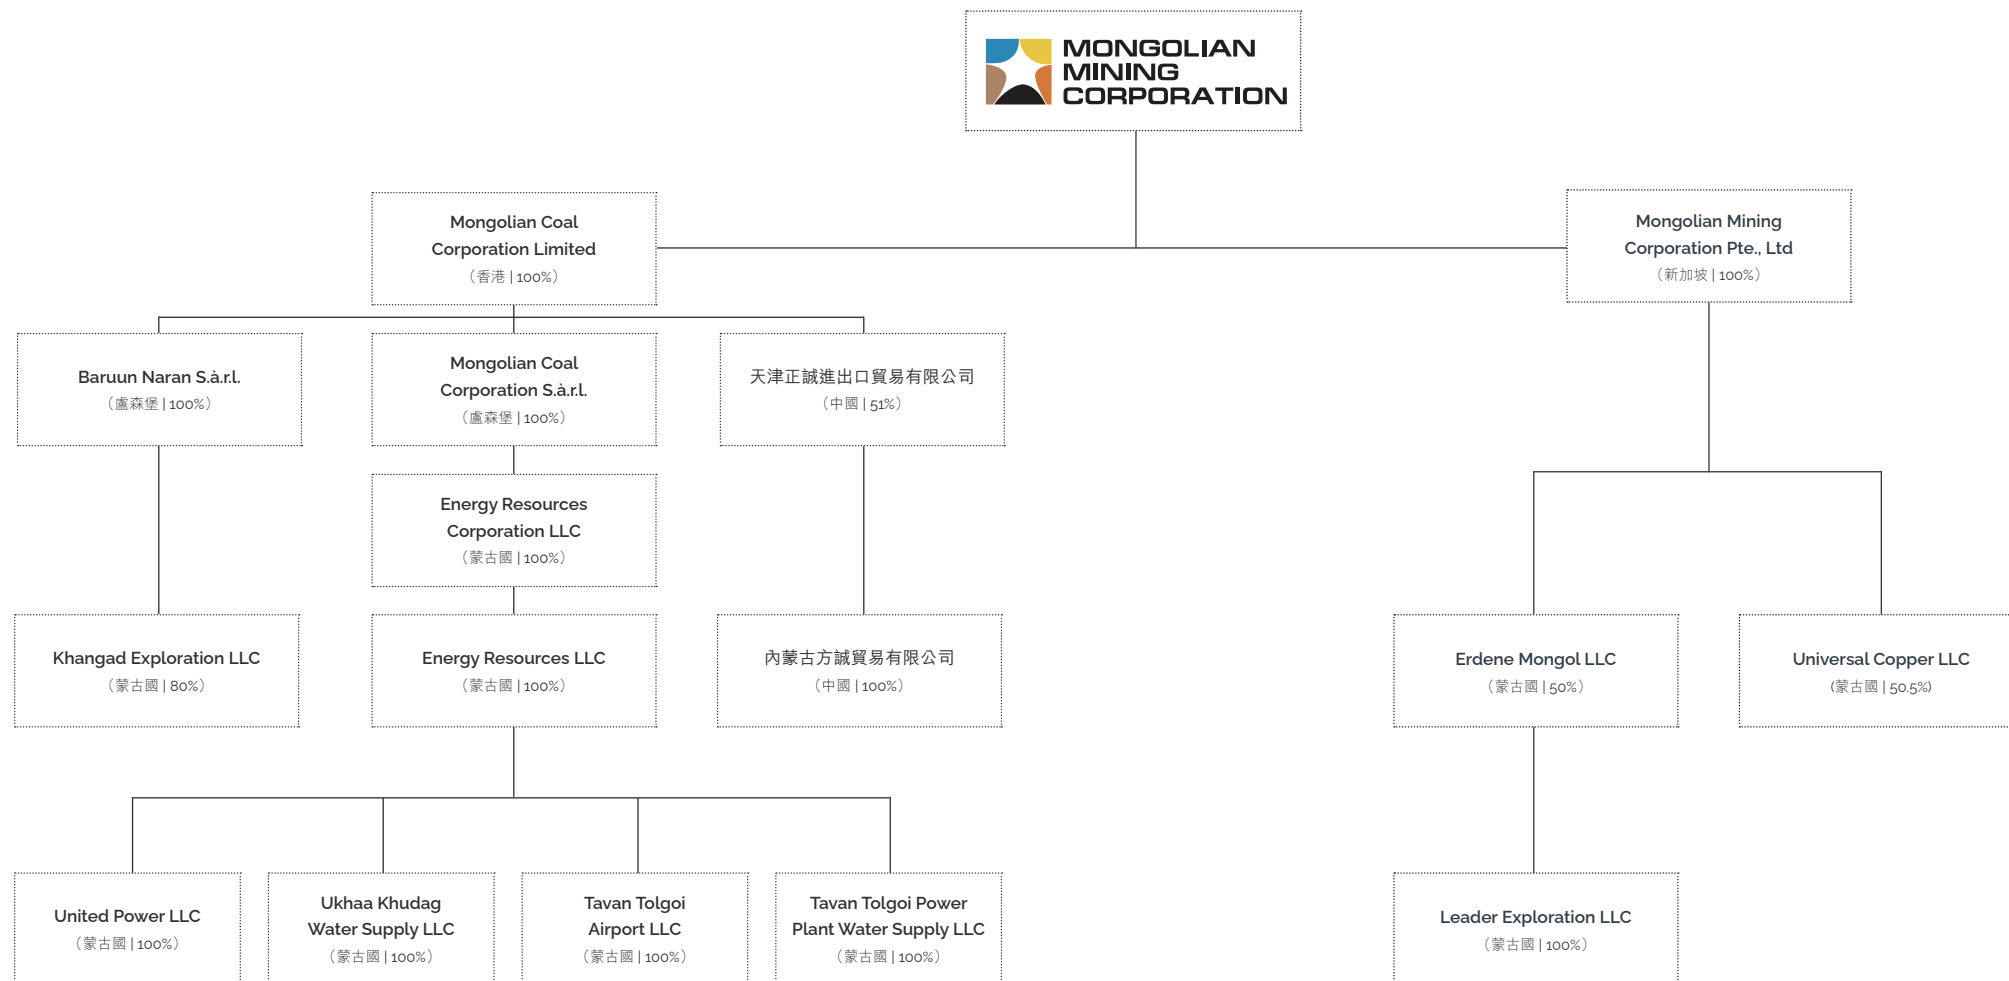 MONGOLIAN
MINING
CORPORATION
Mongolian Coal
Corporation Limited
（香港 | 100%）
Mongolian Mining
Corporation Pte., Ltd
（新加坡 | 100%）
Baruun Naran S.à.r.l.
（盧森堡 | 100%）
Mongolian Coal
Corporation S.à.r.l.
（盧森堡 | 100%）
天津正誠進出口貿易有限公司
（中國 | 51%）
Energy Resources
Corporation LLC
（蒙古國 | 100%）
Khangad Exploration LLC
（蒙古國 | 80%）
Energy Resources LLC
（蒙古國 | 100%）
內蒙古方誠貿易有限公司
（中國 | 100%）
Erdene Mongol LLC
（蒙古國 | 50%）
Universal Copper LLC
(蒙古國 | 50.5%)
United Power LLC
（蒙古國 | 100%）
Ukhaa Khudag
Water Supply LLC
（蒙古國 | 100%）
Tavan Tolgoi
Airport LLC
（蒙古國 | 100%）
Tavan Tolgoi Power
Plant Water Supply LLC
（蒙古國 | 100%）
Leader Exploration LLC
（蒙古國 | 100%）